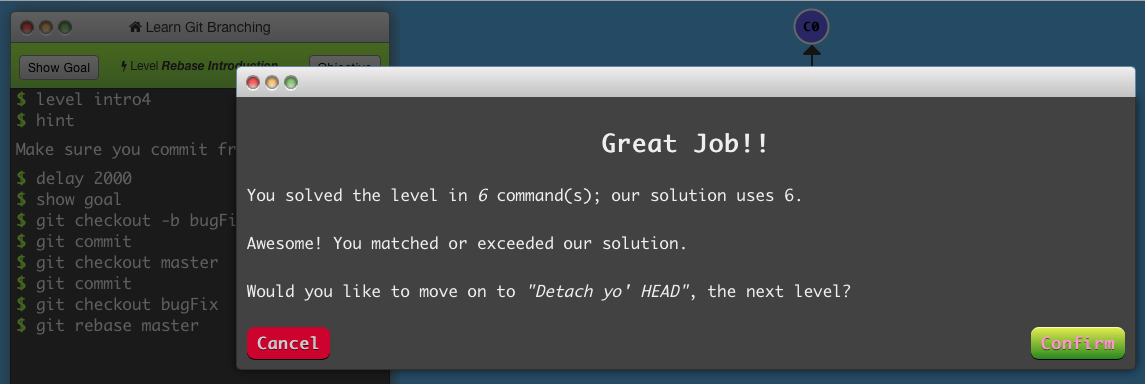 Learn Git Branching
C0
Show Goal
Level Rebase Introduction
Objective
$ level intro4
$ hint
Make sure you commit fr
$ delay 2000
$ show goal
$ git checkout -b bugFi
$ git commit
$ git checkout master
$ git commit
$ git checkout bugFix
$ git rebase master
Great Job!!
You solved the level in 6 command(s); our solution uses 6.
Awesome! You matched or exceeded our solution.
Would you like to move on to "Detach yo' HEAD", the next level?
Cancel
Confirm